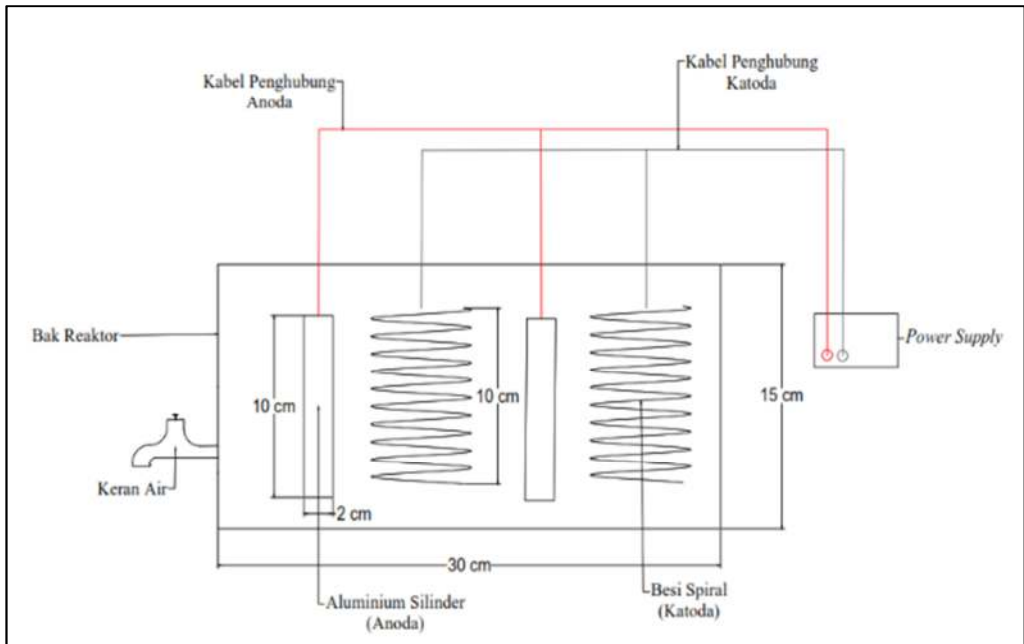 Kabel Penghubung
Anoda
Kabel Penghubung
Katoda
Bak Reaktor
Power Supply
10 cm
10 cm
15 cm
Keran Air
2 cm
30 cm
Aluminium Silinder
(Anoda)
Besi Spiral
(Katoda)